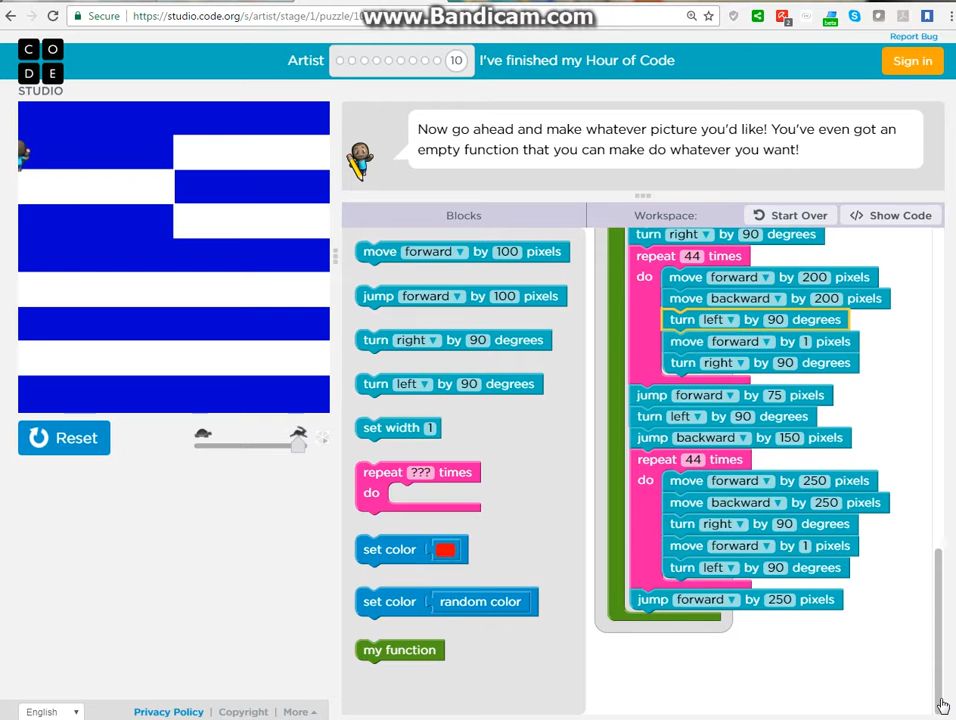 Secure https://studio.code.org/s/artist/stage/1/puzzle/10
www.Bandicam.com
2
beta
Report Bug
CODE
STUDIO
Artist 10 I've finished my Hour of Code
Sign in
Now go ahead and make whatever picture you'd like! You've even got an
empty function that you can make do whatever you want!
Blocks
Workspace:
Start Over
</> Show Code
move forward by 100 pixels
jump forward by 100 pixels
turn right by 90 degrees
turn left by 90 degrees
set width 1
repeat ??? times
do
set color
set color random color
my function
turn right by 90 degrees
repeat 44 times
do move forward by 200 pixels
move backward by 200 pixels
turn left by 90 degrees
move forward by 1 pixels
turn right by 90 degrees
jump forward by 75 pixels
turn left by 90 degrees
jump backward by 150 pixels
repeat 44 times
do move forward by 250 pixels
move backward by 250 pixels
turn right by 90 degrees
move forward by 1 pixels
turn left by 90 degrees
jump forward by 250 pixels
Reset
English
Privacy Policy | Copyright | More